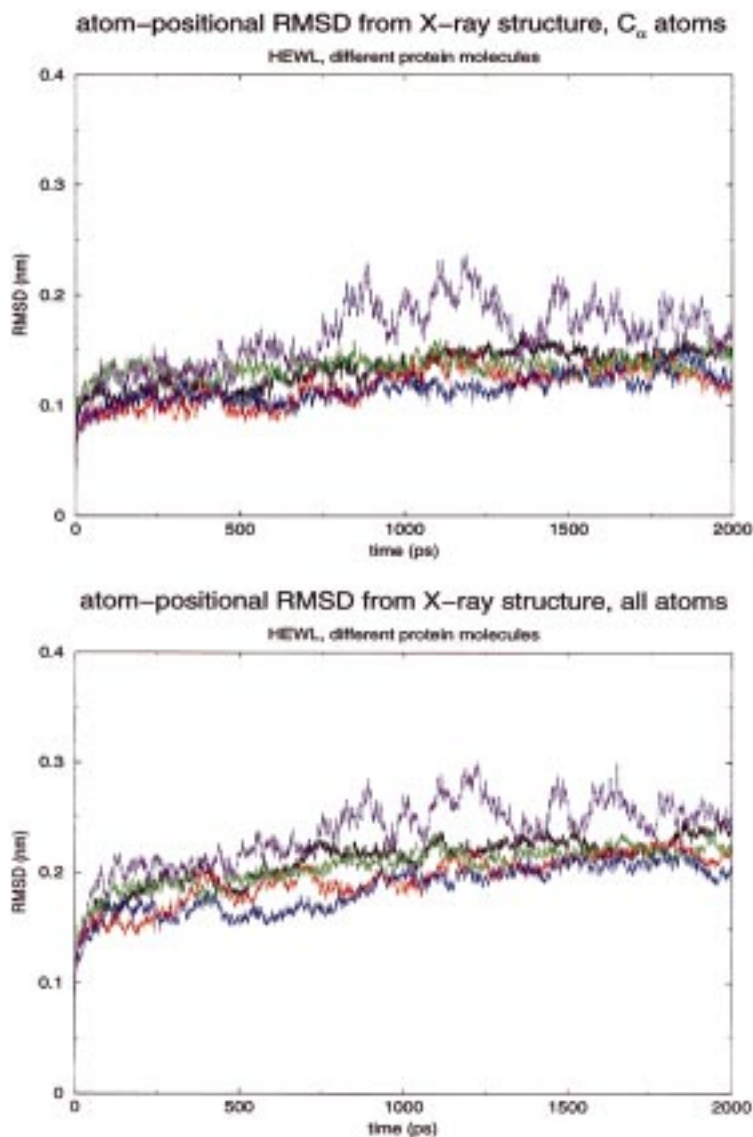 atom-positional RMSD from X-ray structure, Cα atoms
HEWL, different protein molecules
0.4
0.3
0.2
0.1
0
RMSD (nm)
0 500 1000 1500 2000
time (ps)
atom-positional RMSD from X-ray structure, all atoms
HEWL, different protein molecules
0.4
0.3
0.2
0.1
0
RMSD (nm)
0 500 1000 1500 2000
time (ps)